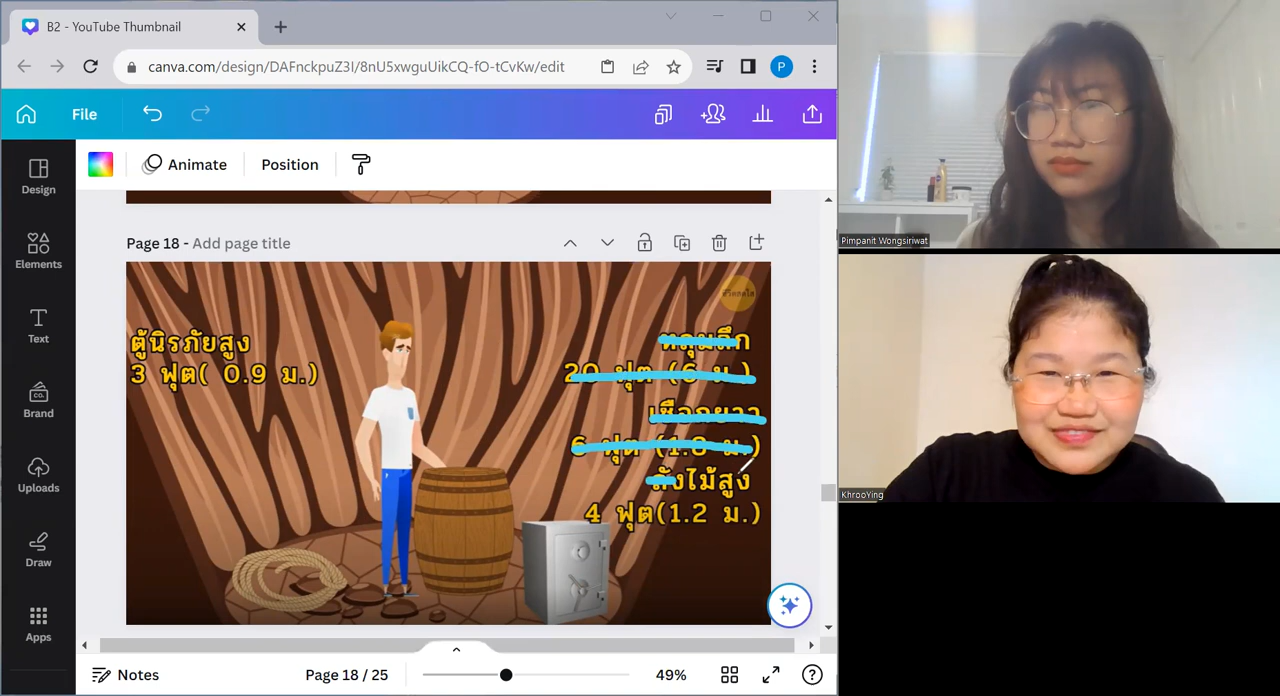 B2 - YouTube Thumbnail
canva.com/design/DAFnckpuZ3I/8nU5xwguUikCQ-fO-tCvKw/edit
P
File
Animate
Position
Design
Elements
Text
Brand
Uploads
Draw
Apps
CO.
Page 18 - Add page title
ตู้นิรภัยสูง
3 ฟุต( 0.9 ม.)
หลุมลึก
20 ฟุต (6 ม.)
เชือกยาว
6 ฟุต (1.8 ม.)
ถังไม้สูง
4 ฟุต(1.2 ม.)
Notes
Page 18 / 25
49%
Pimpanit Wongsiriwat
KhrooYing